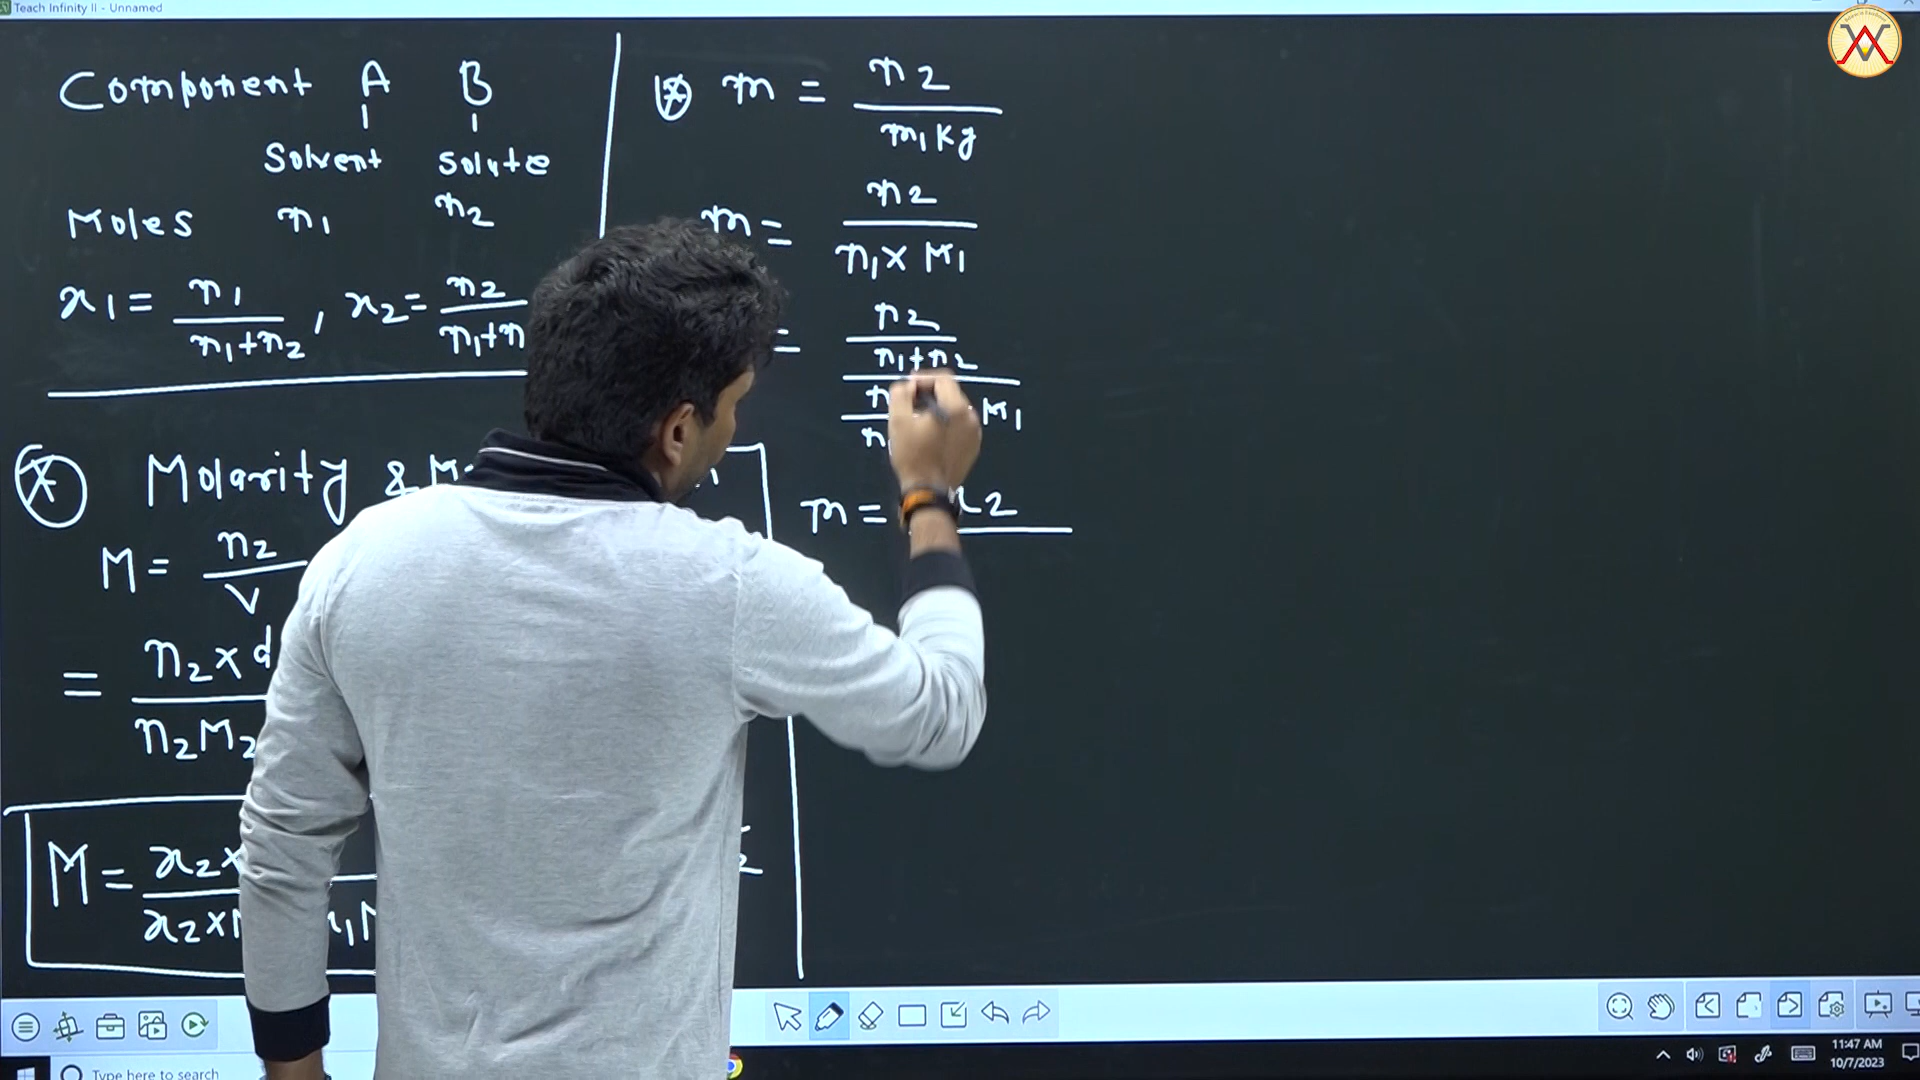 Teach Infinity II - Unnamed
Component A B
Solvent Solute
Moles n1 n2
x1 = n1 / n1+n2 , x2 = n2 / n1+n
Molarity &
M = n2 / V
= n2 × d / n2M2
M = x2× / x2×M x1M
m = n2 / m1 Kg
m = n2 / n1 × M1
= n2 / n1+n2 / n M1
m = x2
11:47 AM
10/7/2023
Type here to search